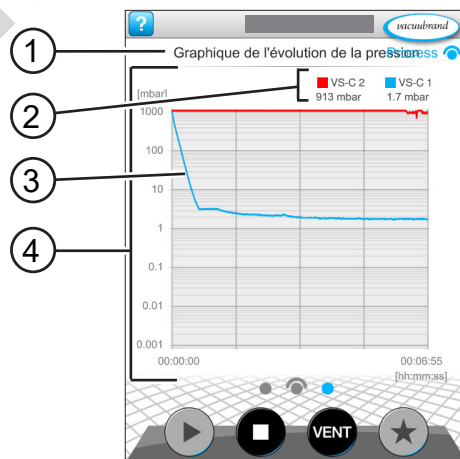 ?
vacuubrand
1
Graphique de l'évolution de la pression
Process
2
VS-C 2
VS-C 1
913 mbar
1.7 mbar
[mbar]
1000
100
3
10
4
1
0.1
0.01
0.001
00:00:00
00:06:55
[hh:mm:ss]
VENT